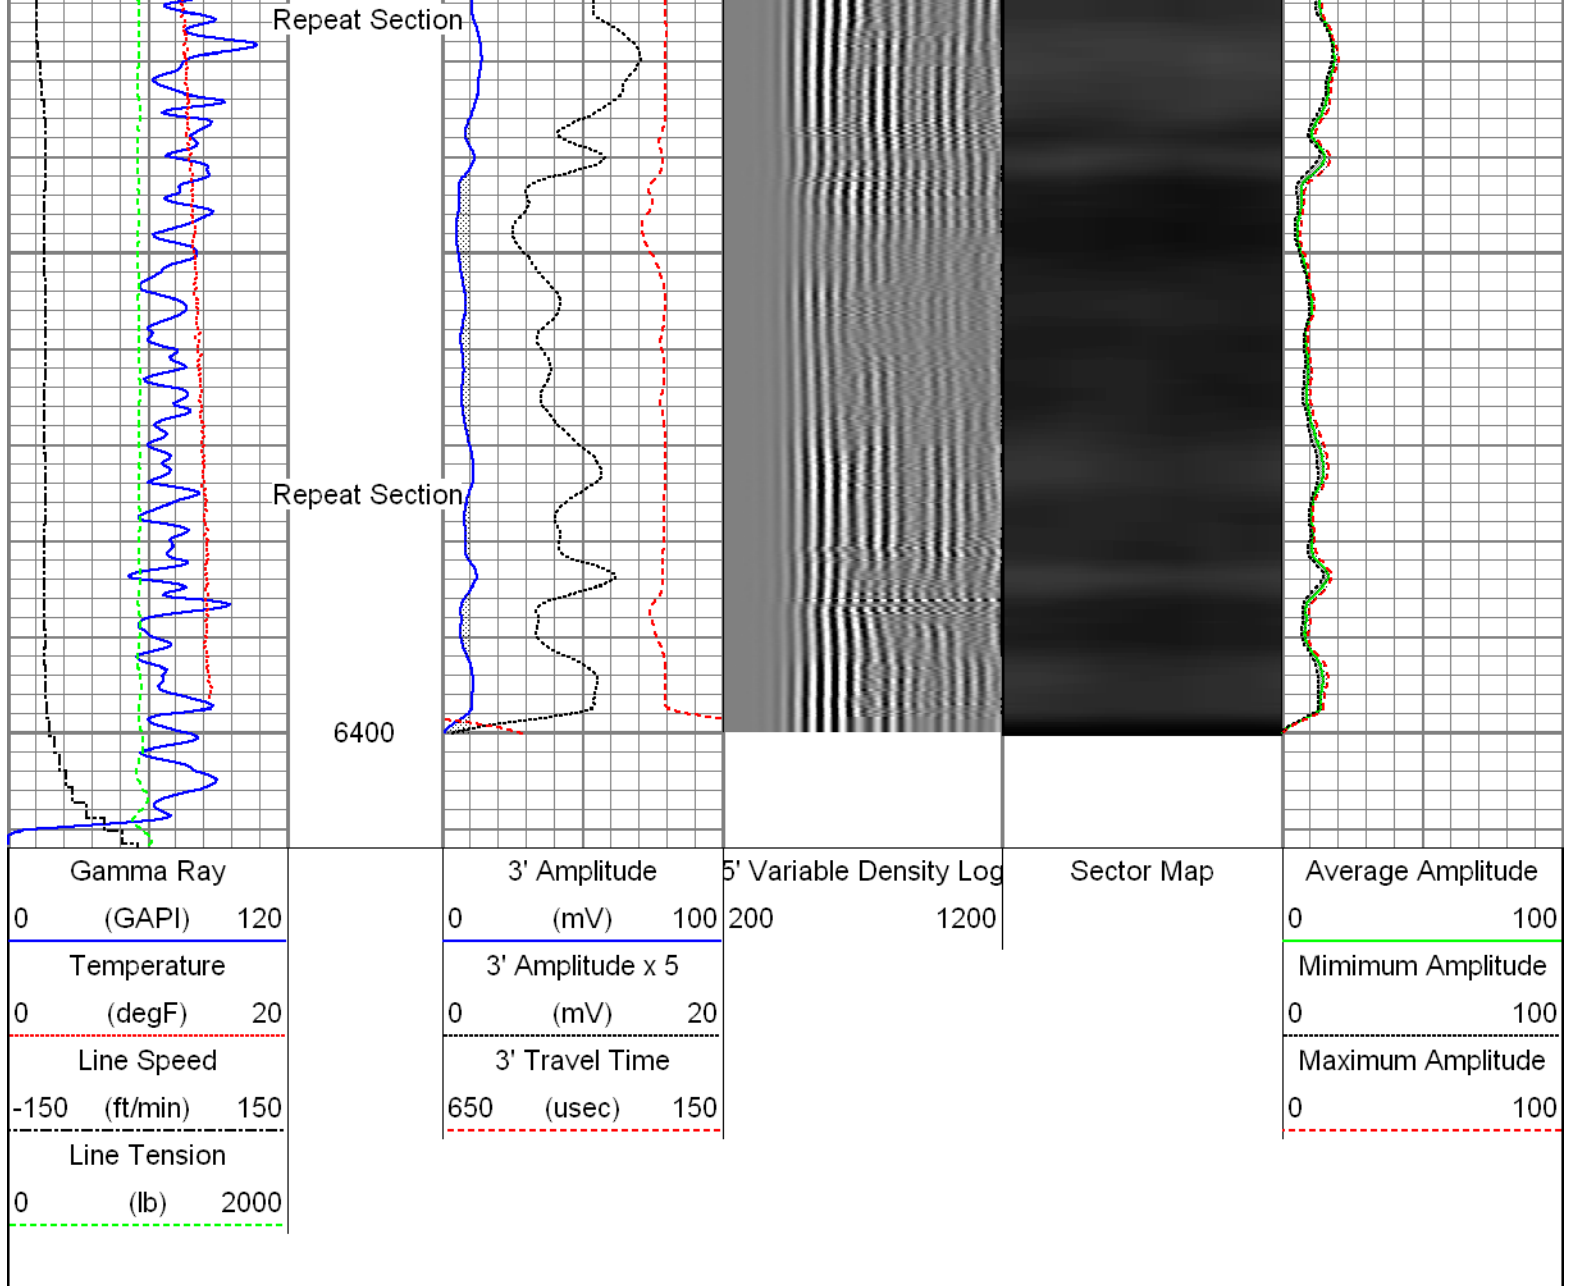 Repeat Section
Repeat Section
6400
Gamma Ray
0 (GAPI) 120
Temperature
0 (degF) 20
Line Speed
-150 (ft/min) 150
Line Tension
0 (lb) 2000
3' Amplitude
0 (mV) 100
3' Amplitude x 5
0 (mV) 20
3' Travel Time
650 (usec) 150
5' Variable Density Log
200 1200
Sector Map
Average Amplitude
0 100
Mimimum Amplitude
0 100
Maximum Amplitude
0 100